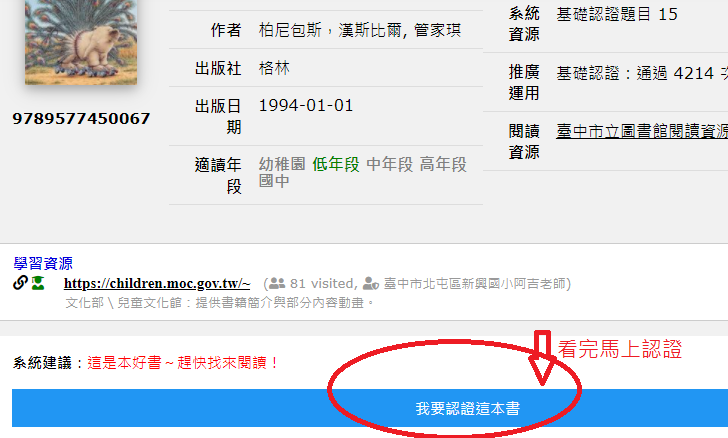 9789577450067
作者 柏尼包斯，漢斯比爾, 管家琪
出版社 格林
出版日期 1994-01-01
適讀年段 幼稚園 低年段 中年段 高年段 國中
系統資源 基礎認證題目 15
推廣運用 基礎認證：通過 4214
閱讀資源 臺中市立圖書館閱讀資源
學習資源
https://children.moc.gov.tw/~ ( 81 visited, 臺中市北屯區新興國小阿吉老師)
文化部 \ 兒童文化館：提供書籍簡介與部分內容動畫。
看完馬上認證
系統建議：這是本好書～趕快找來閱讀！
我要認證這本書